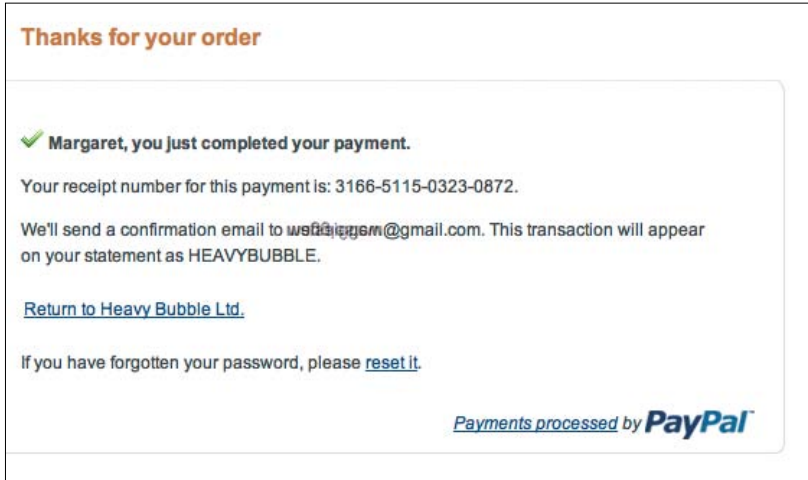 Thanks for your order
Margaret, you just completed your payment.
Your receipt number for this payment is: 3166-5115-0323-0872.
We'll send a confirmation email to @gmail.com. This transaction will appear
on your statement as HEAVYBUBBLE.
Return to Heavy Bubble Ltd.
If you have forgotten your password, please reset it.
Payments processed by PayPal™